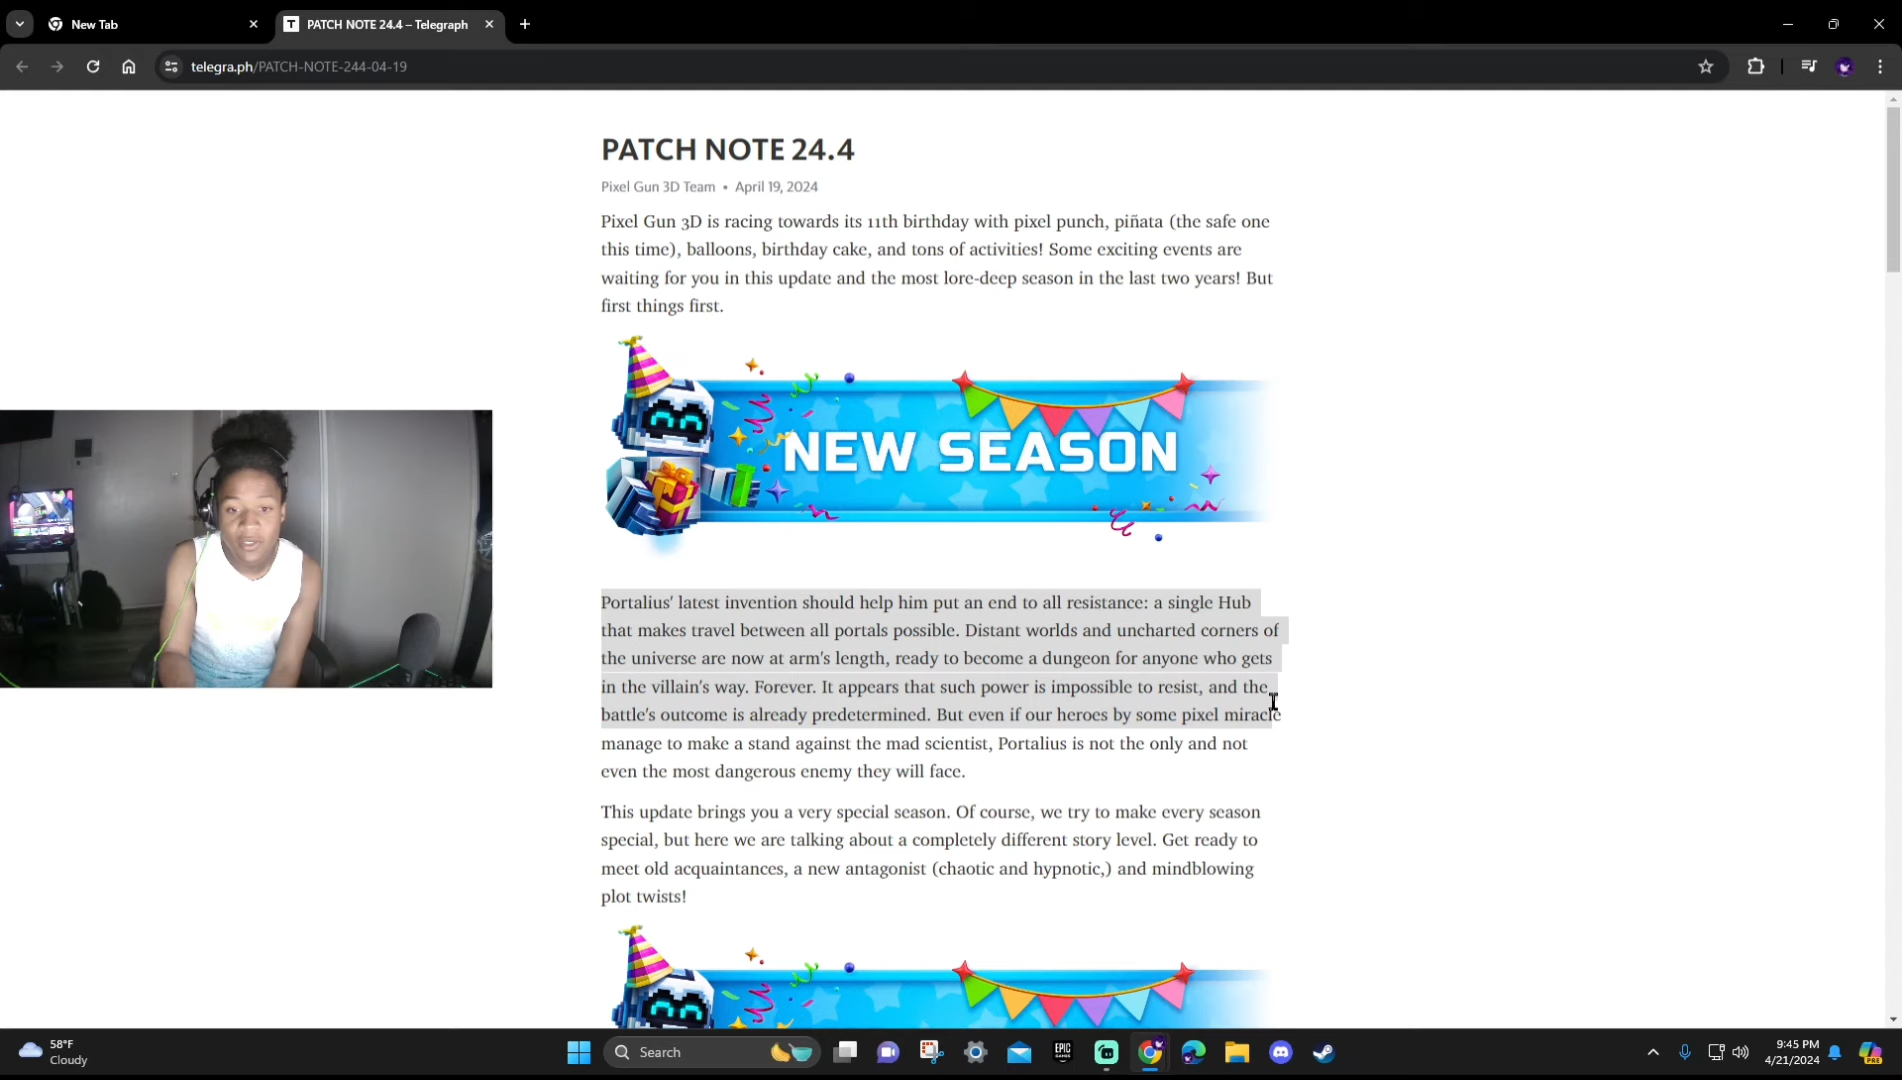 New Tab
PATCH NOTE 24.4 – Telegraph
telegra.ph/PATCH-NOTE-244-04-19
PATCH NOTE 24.4
Pixel Gun 3D Team • April 19, 2024
Pixel Gun 3D is racing towards its 11th birthday with pixel punch, piñata (the safe one
this time), balloons, birthday cake, and tons of activities! Some exciting events are
waiting for you in this update and the most lore-deep season in the last two years! But
first things first.
NEW SEASON
Portalius' latest invention should help him put an end to all resistance: a single Hub
that makes travel between all portals possible. Distant worlds and uncharted corners of
the universe are now at arm's length, ready to become a dungeon for anyone who gets
in the villain's way. Forever. It appears that such power is impossible to resist, and the
battle's outcome is already predetermined. But even if our heroes by some pixel miracle
manage to make a stand against the mad scientist, Portalius is not the only and not
even the most dangerous enemy they will face.
This update brings you a very special season. Of course, we try to make every season
special, but here we are talking about a completely different story level. Get ready to
meet old acquaintances, a new antagonist (chaotic and hypnotic,) and mindblowing
plot twists!
58°F
Cloudy
Search
EPIC
GAMES
9:45 PM
4/21/2024
PRE